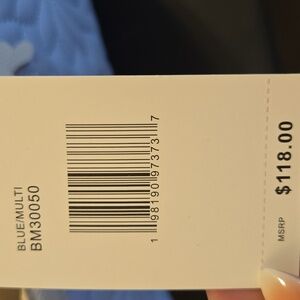 BLUE/MULTI
BM30050
1 98190 97373 7
MSRP $118.00